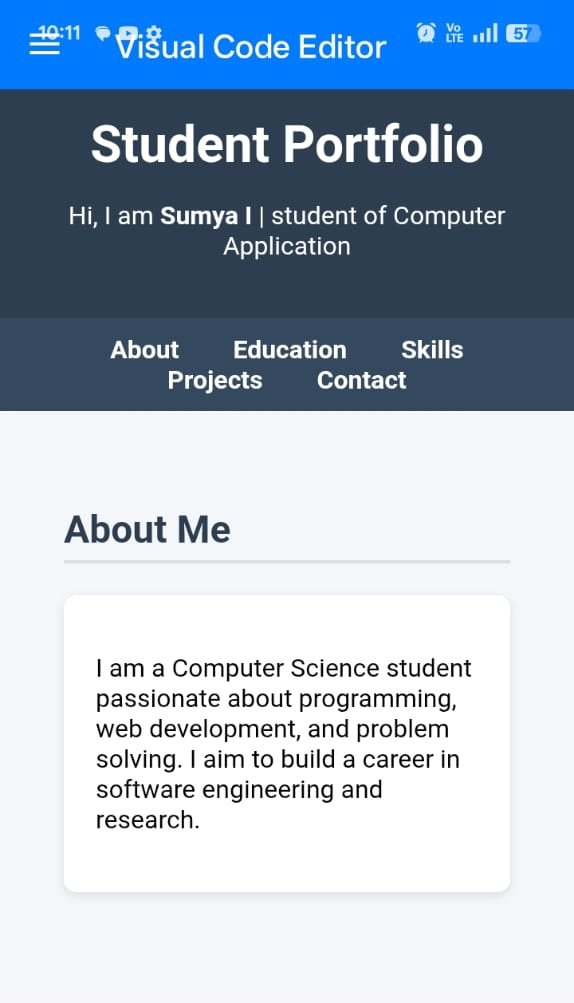 10:11
Vo
LTE
57
Visual Code Editor
Student Portfolio
Hi, I am Sumya I | student of Computer
Application
About Education Skills
Projects Contact
About Me
I am a Computer Science student
passionate about programming,
web development, and problem
solving. I aim to build a career in
software engineering and
research.